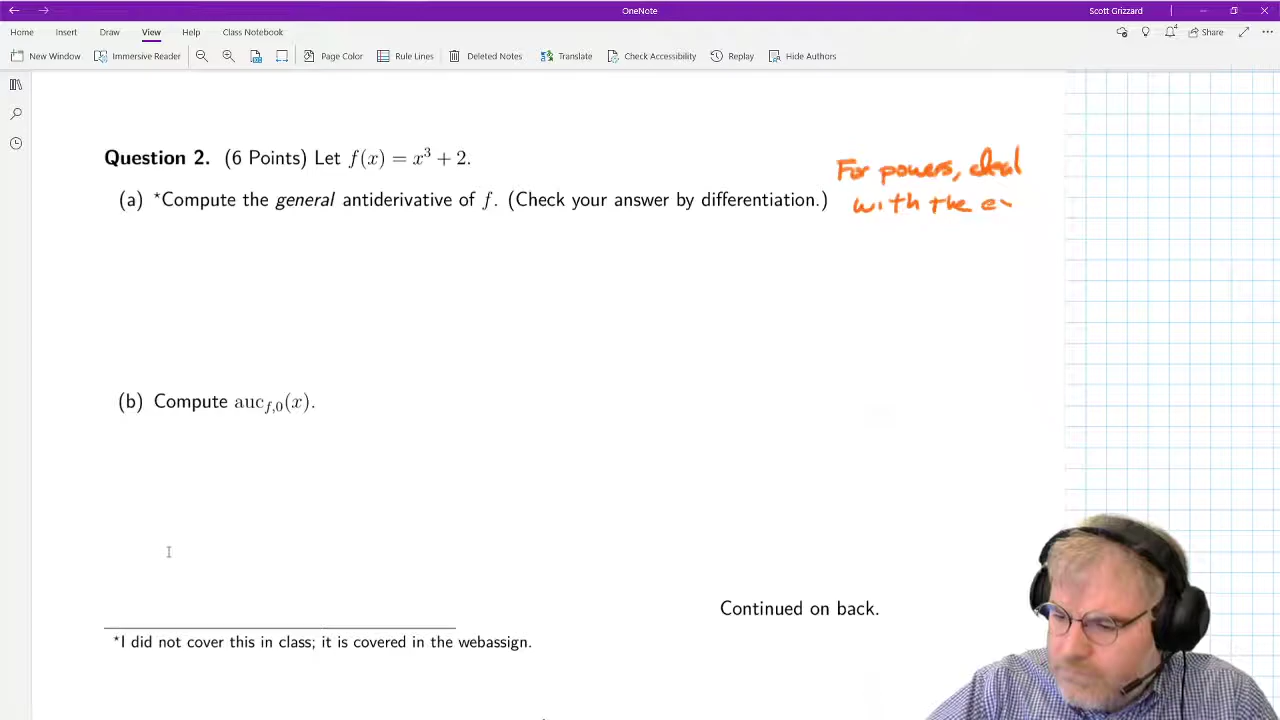 OneNote
Scott Grizzard
Home Insert Draw View Help Class Notebook
Share
New Window Immersive Reader Page Color Rule Lines Deleted Notes Translate Check Accessibility Replay Hide Authors
Question 2. (6 Points) Let f(x) = x³ + 2.
For powers, deal
(a) *Compute the general antiderivative of f. (Check your answer by differentiation.)
with the
(b) Compute auc_{f,0}(x).
Continued on back.
*I did not cover this in class; it is covered in the webassign.